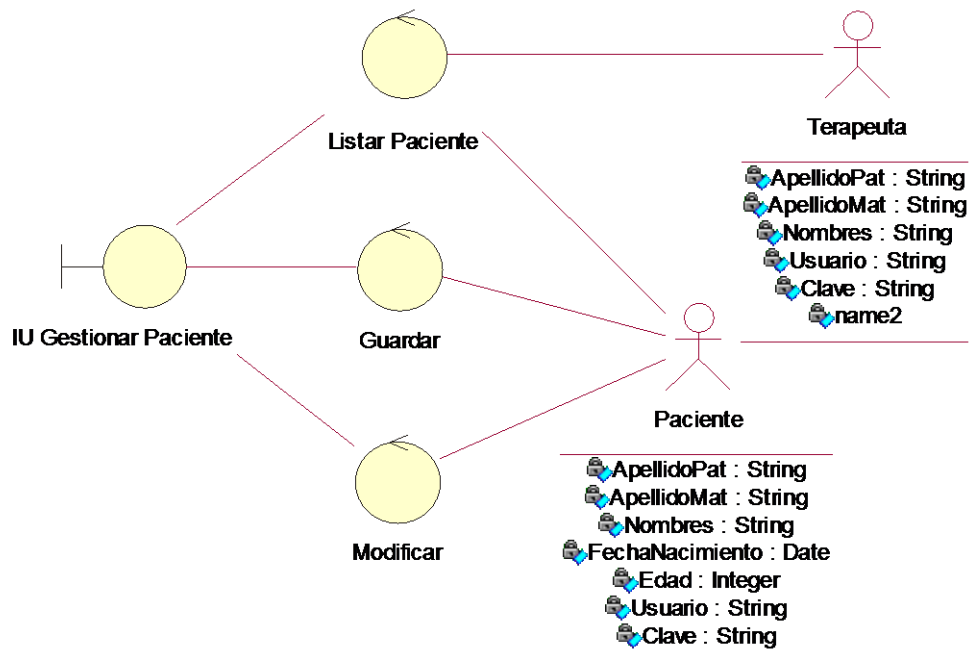 Listar Paciente
Terapeuta
ApellidoPat : String
ApellidoMat : String
Nombres : String
Usuario : String
Clave : String
name2
IU Gestionar Paciente
Guardar
Paciente
ApellidoPat : String
ApellidoMat : String
Nombres : String
FechaNacimiento : Date
Edad : Integer
Usuario : String
Clave : String
Modificar